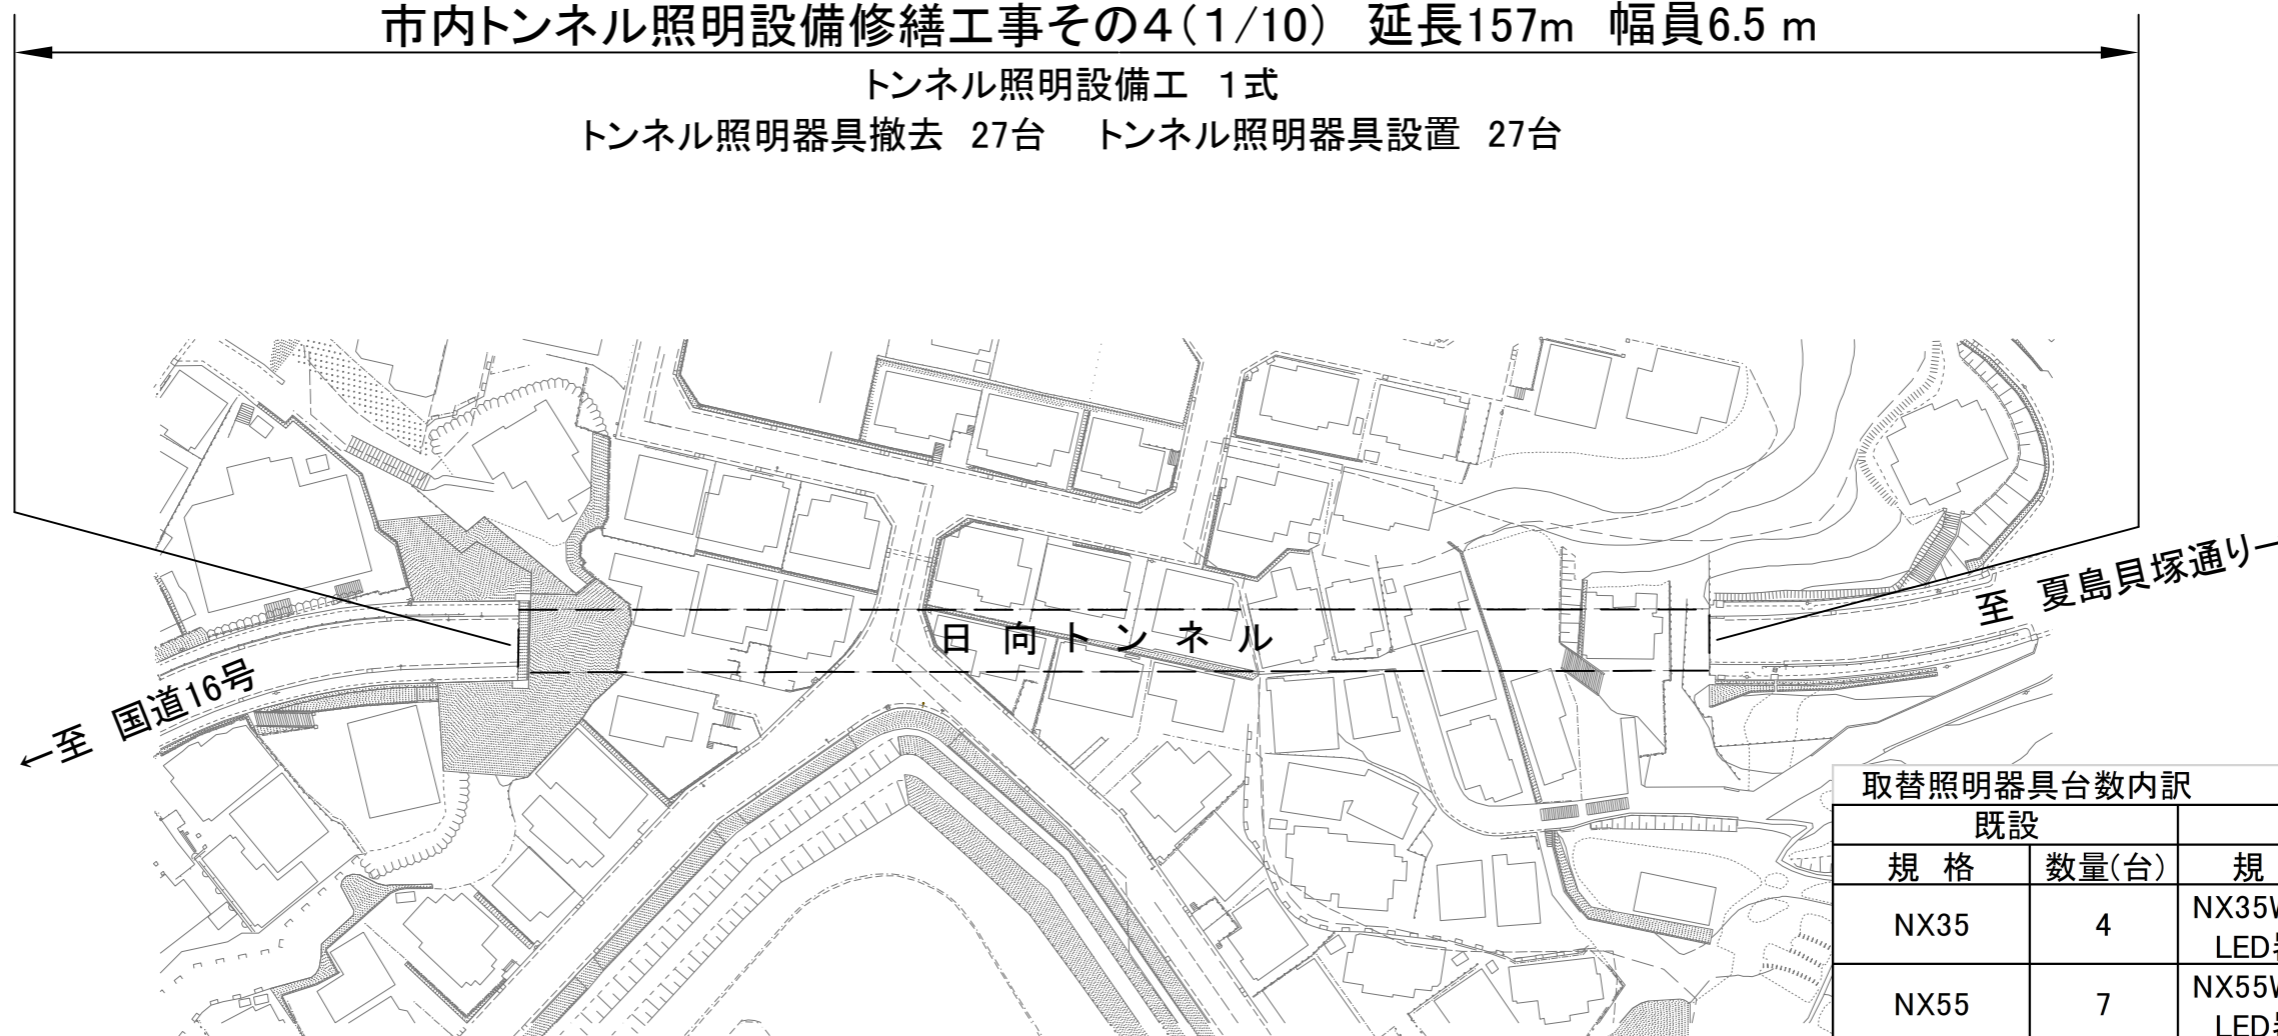 市内トンネル照明設備修繕工事その4(1/10) 延長157m 幅員6.5 m
トンネル照明設備工 1式
トンネル照明器具撤去 27台 トンネル照明器具設置 27台
日向トンネル
至 夏島貝塚通り
←至 国道16号
取替照明器具台数内訳
既設
規 格 数量(台) 規
NX35 4 NX35W
LED
NX55 7 NX55W
LED